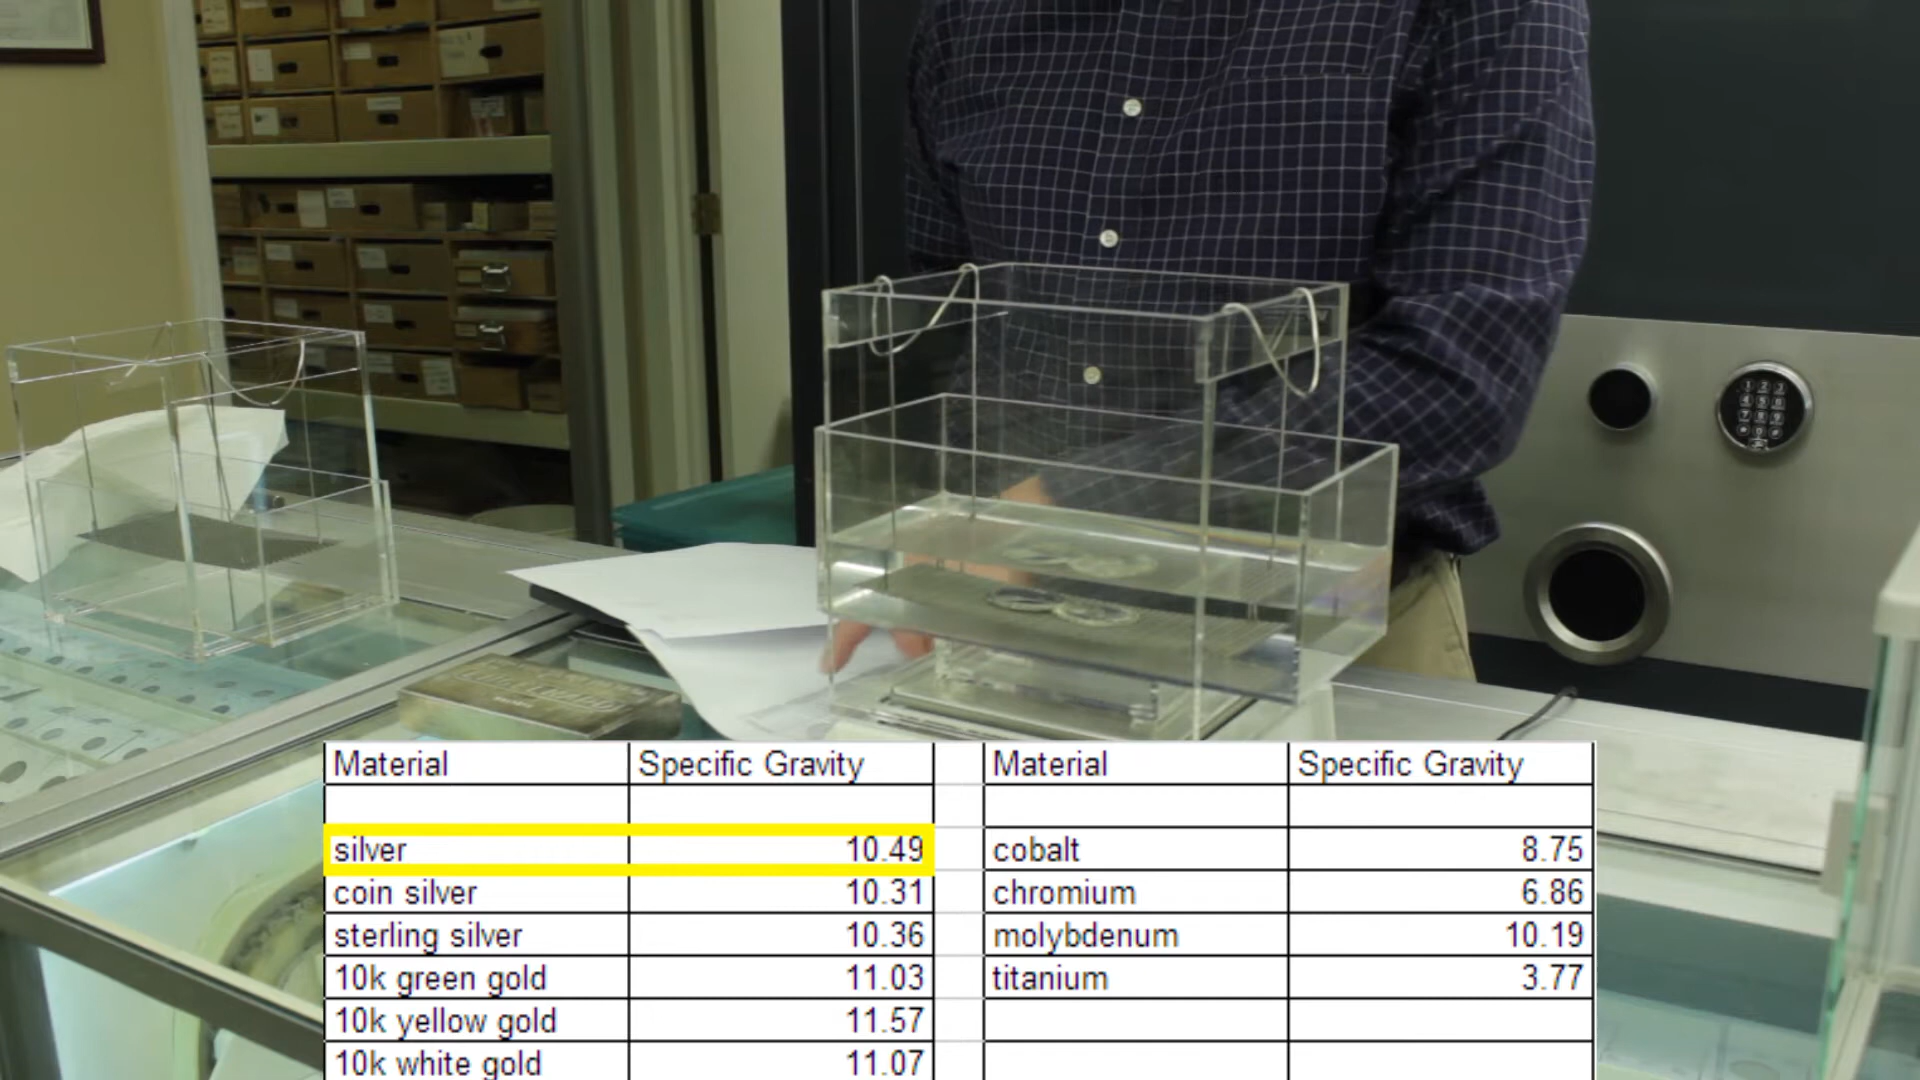 Material Specific Gravity Material Specific Gravity
silver 10.49 cobalt 8.75
coin silver 10.31 chromium 6.86
sterling silver 10.36 molybdenum 10.19
10k green gold 11.03 titanium 3.77
10k yellow gold 11.57
10k white gold 11.07